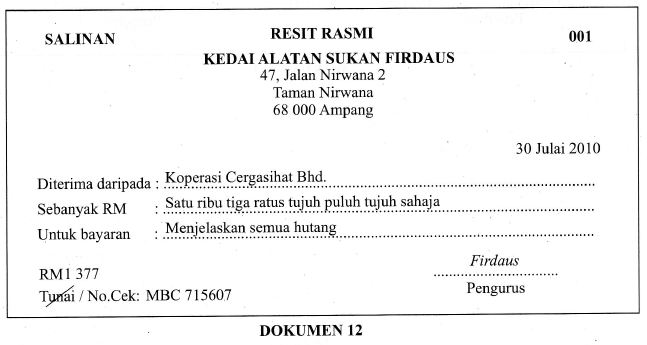 SALINAN RESIT RASMI 001
KEDAI ALATAN SUKAN FIRDAUS
47, Jalan Nirwana 2
Taman Nirwana
68 000 Ampang
30 Julai 2010
Diterima daripada : Koperasi Cergasihat Bhd.
Sebanyak RM : Satu ribu tiga ratus tujuh puluh tujuh sahaja
Untuk bayaran : Menjelaskan semua hutang
Firdaus
RM1 377
Pengurus
Tunai / No.Cek: MBC 715607
DOKUMEN 12